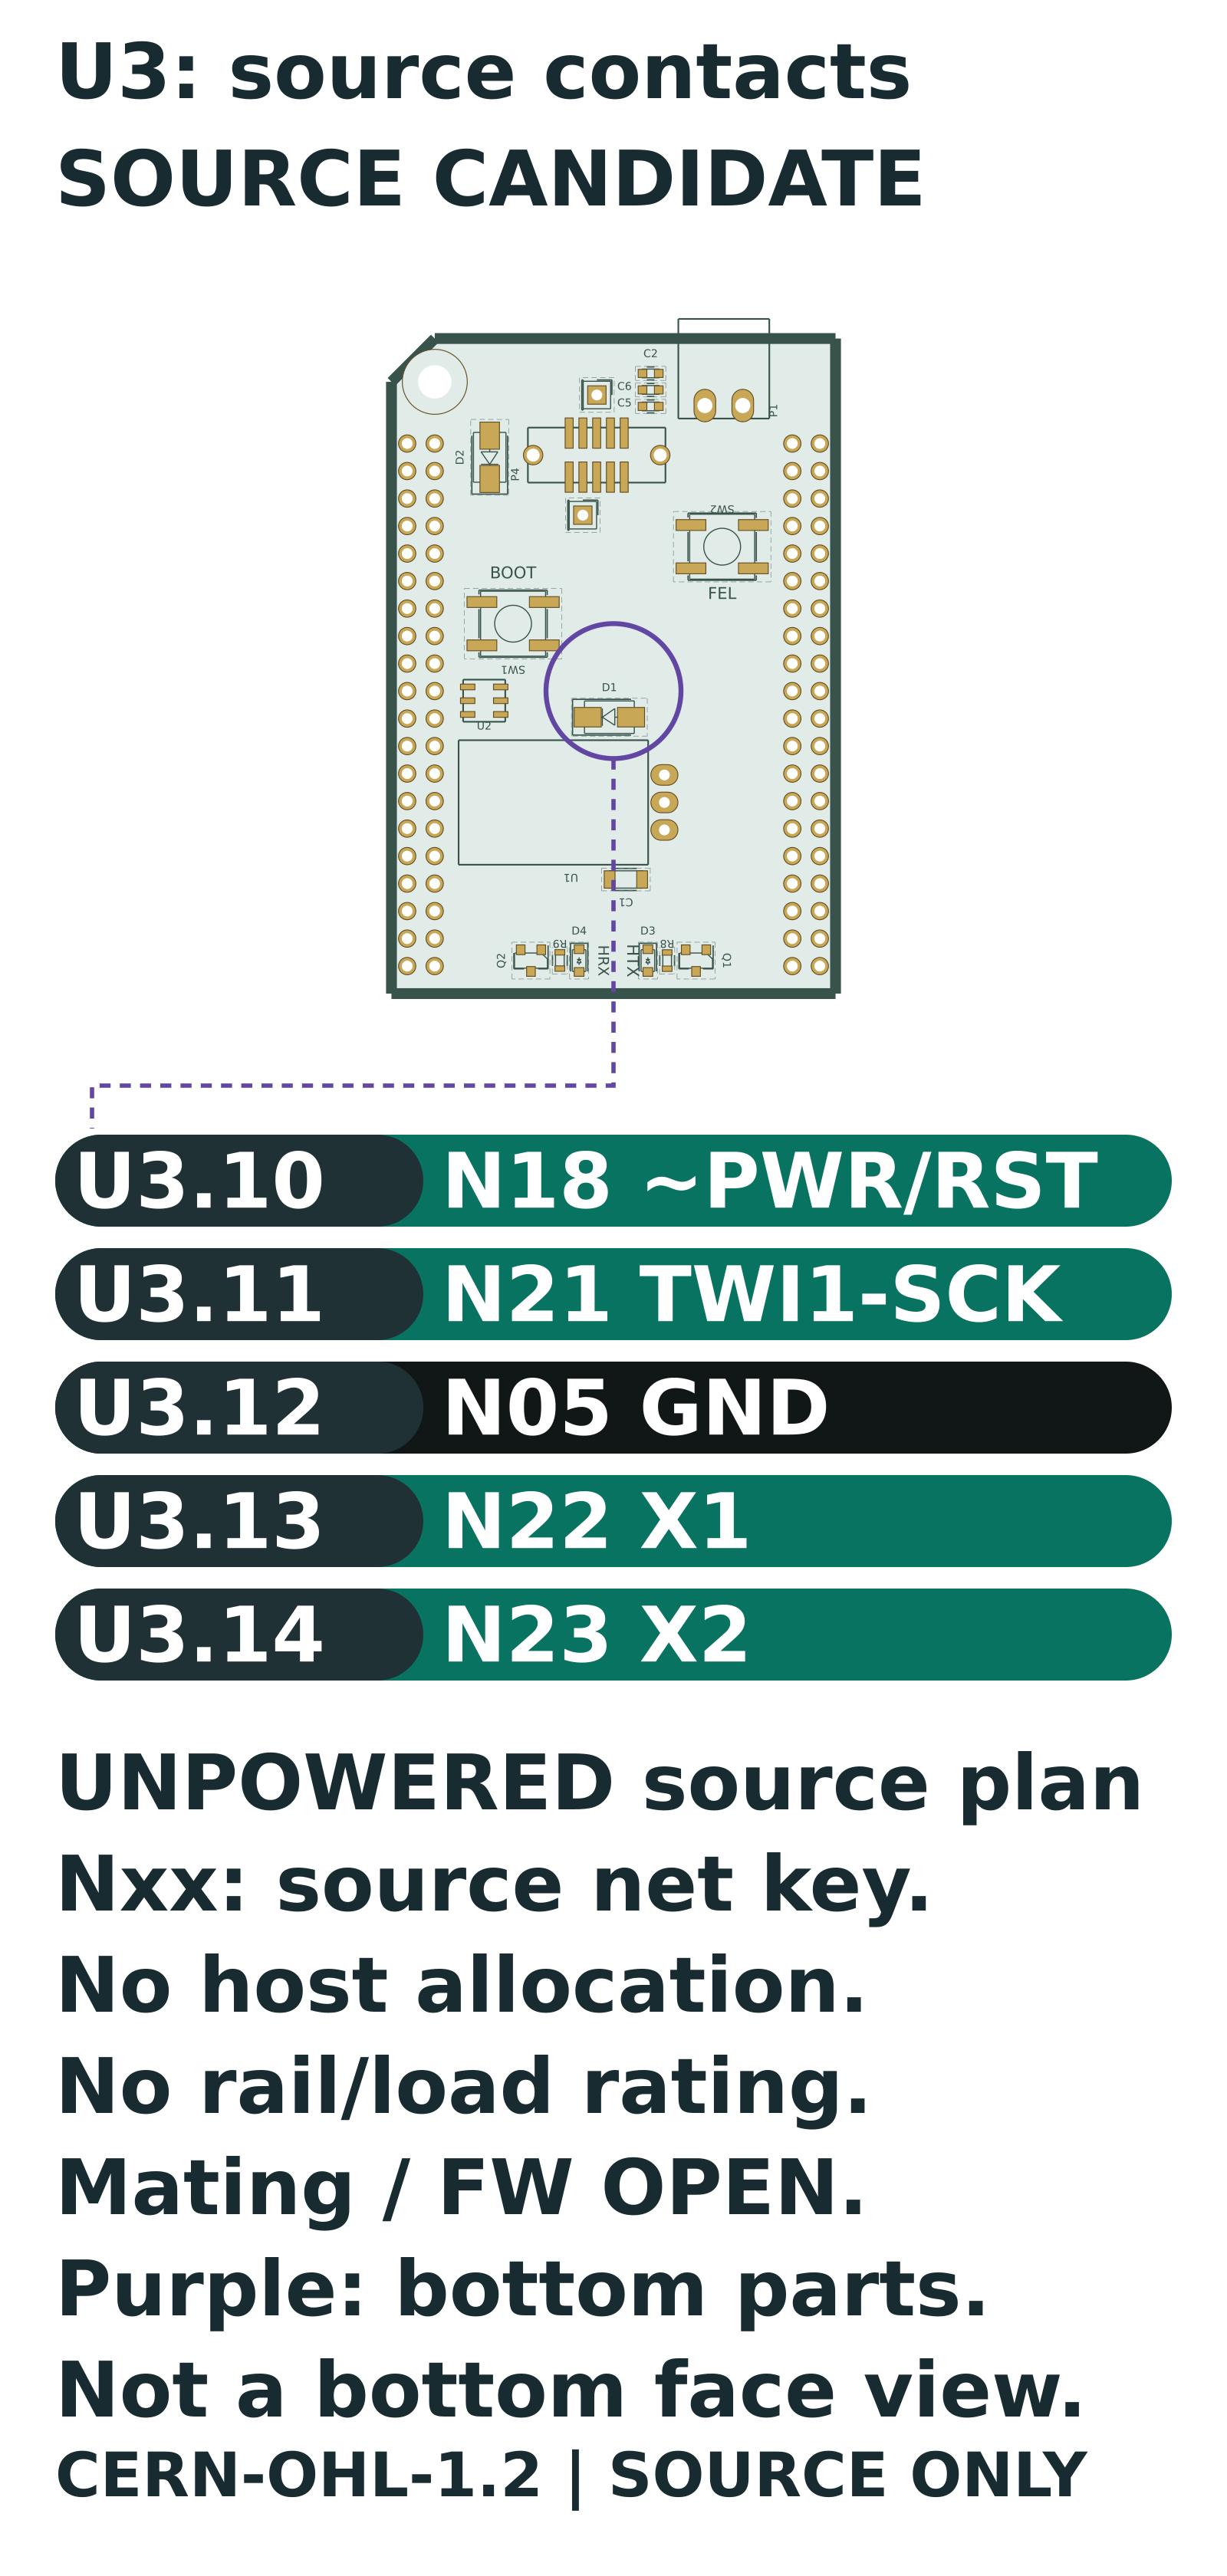 U3: source contacts
SOURCE CANDIDATE
C2
C6
C5
P1
D2
P4
SW2
BOOT
FEL
SW1
D1
U2
U1
C1
D4
D3
Q2
R9
HRX
HTX
R8
Q1
U3.10 N18 ~PWR/RST
U3.11 N21 TWI1-SCK
U3.12 N05 GND
U3.13 N22 X1
U3.14 N23 X2
UNPOWERED source plan
Nxx: source net key.
No host allocation.
No rail/load rating.
Mating / FW OPEN.
Purple: bottom parts.
Not a bottom face view.
CERN-OHL-1.2 | SOURCE ONLY